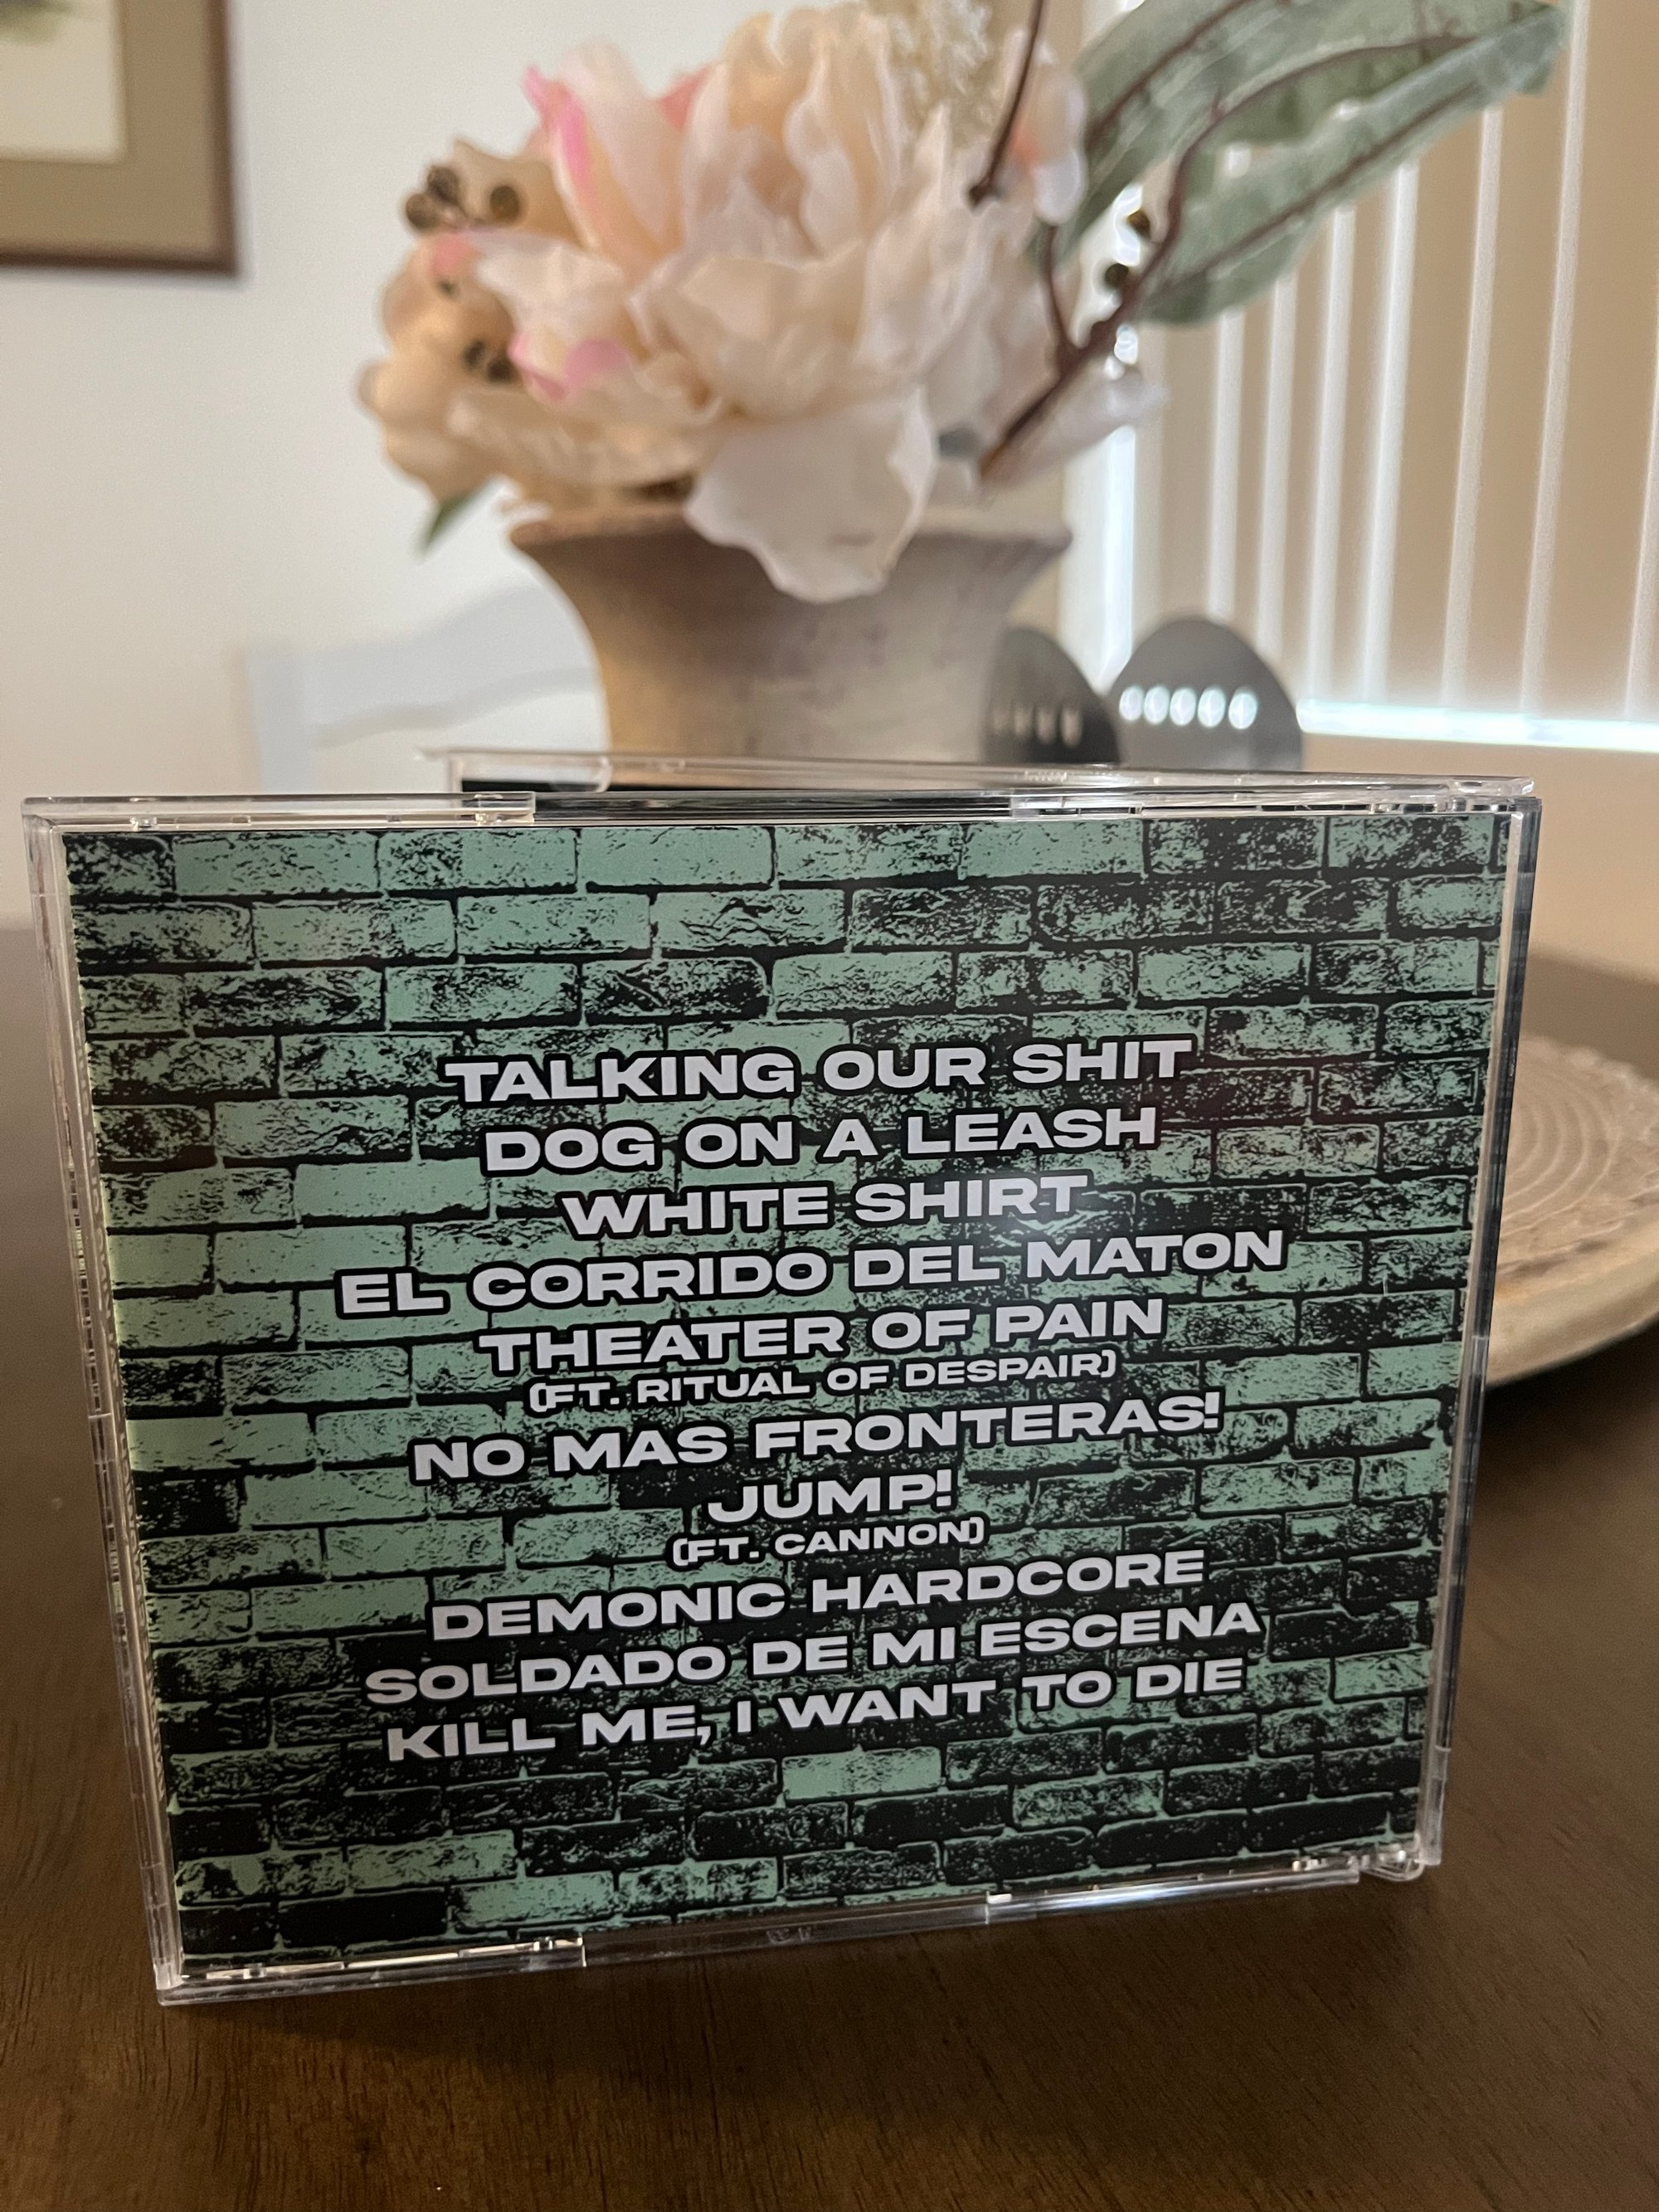 TALKING OUR SHIT
DOG ON A LEASH
WHITE SHIRT
EL CORRIDO DEL MATON
THEATER OF PAIN
(FT. RITUAL OF DESPAIR)
NO MAS FRONTERAS!
JUMP!
(FT. CANNON)
DEMONIC HARDCORE
SOLDADO DE MI ESCENA
KILL ME, I WANT TO DIE